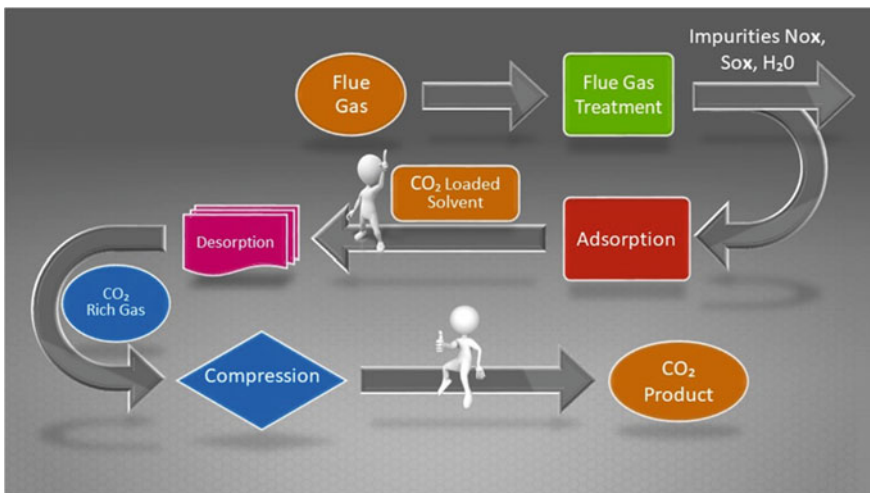 Flue
Gas
Flue Gas
Treatment
Impurities Nox,
Sox, H₂0
CO₂ Loaded
Solvent
Desorption
Adsorption
CO₂
Rich Gas
Compression
CO₂
Product